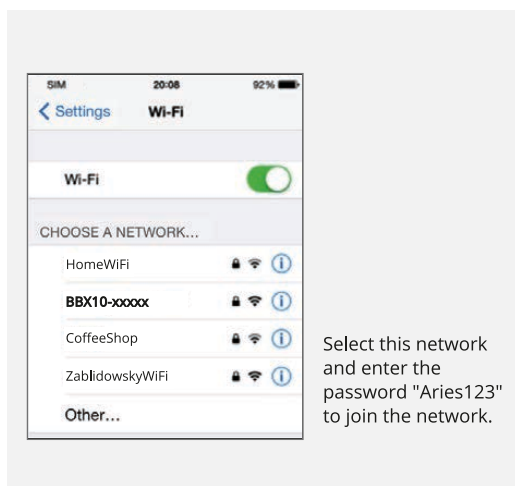 SIM 20:08 92%
Settings Wi-Fi
Wi-Fi
CHOOSE A NETWORK...
HomeWiFi
BBX10-xxxxx
CoffeeShop
ZablidowskyWiFi
Other...
Select this network
and enter the
password "Aries123"
to join the network.